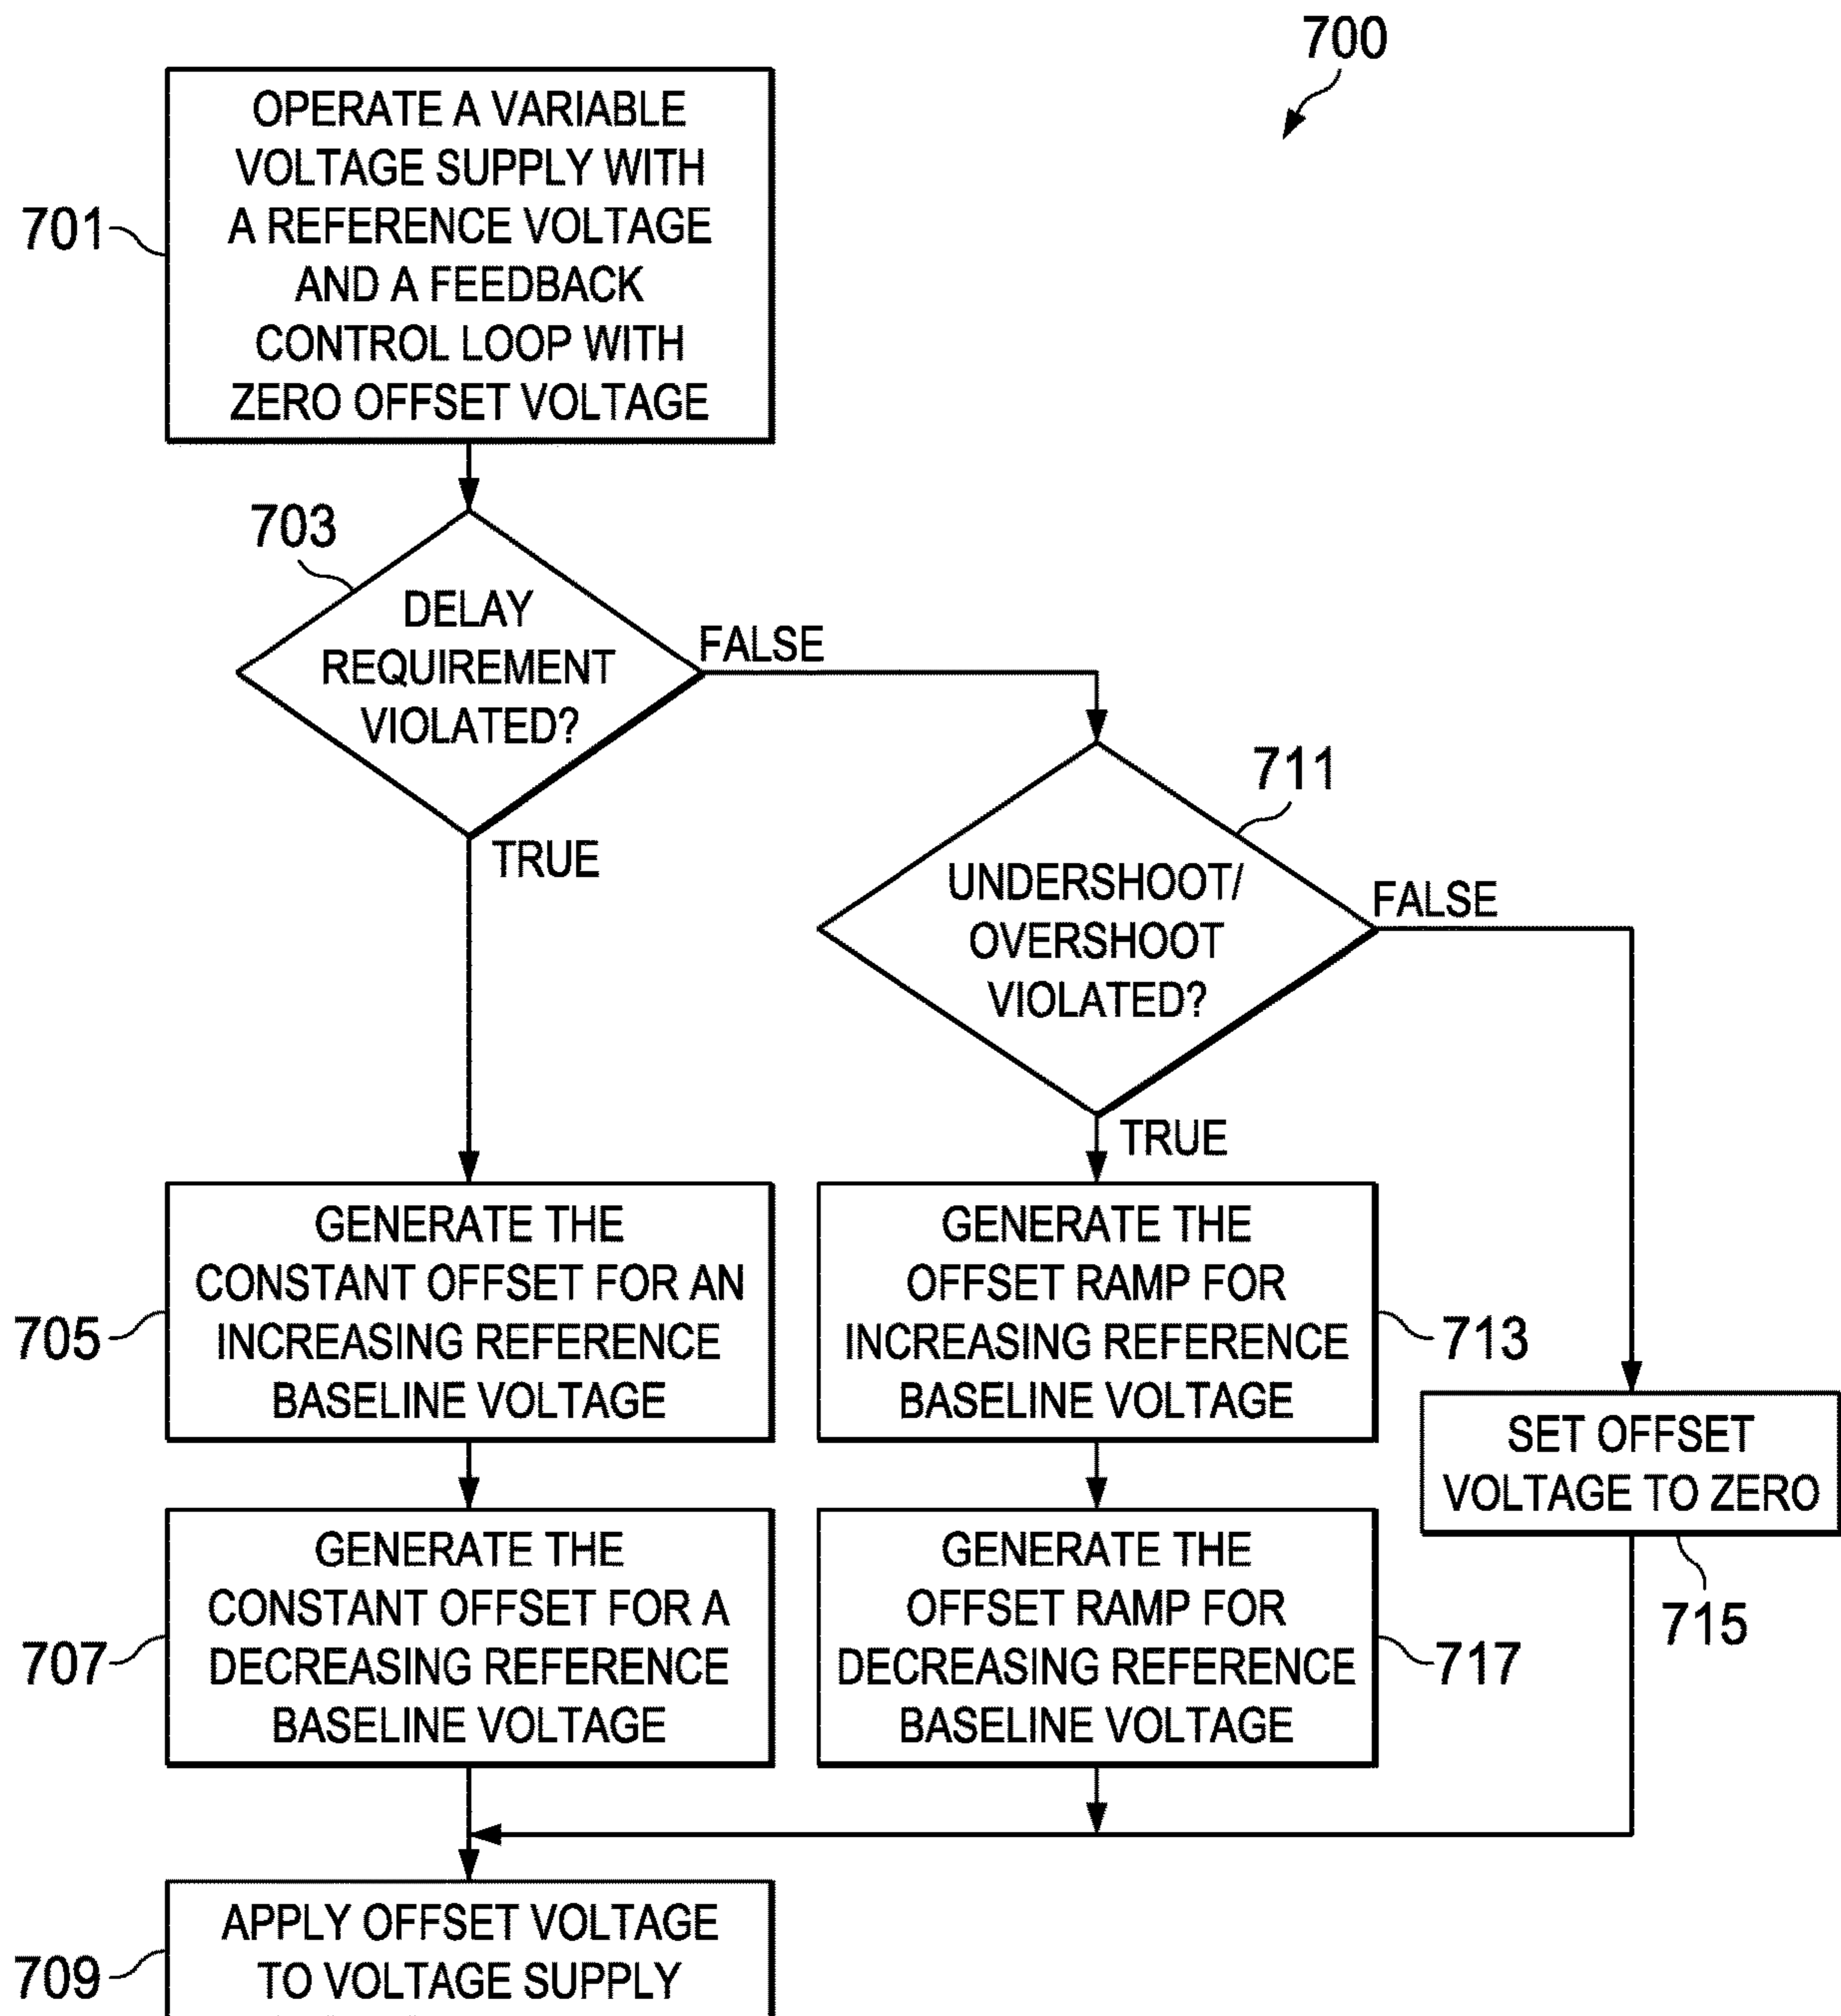 700
OPERATE A VARIABLE
VOLTAGE SUPPLY WITH
A REFERENCE VOLTAGE
AND A FEEDBACK
CONTROL LOOP WITH
ZERO OFFSET VOLTAGE
701
703
DELAY
REQUIREMENT
VIOLATED?
FALSE
TRUE
711
UNDERSHOOT/
OVERSHOOT
VIOLATED?
FALSE
TRUE
GENERATE THE
CONSTANT OFFSET FOR AN
INCREASING REFERENCE
BASELINE VOLTAGE
705
GENERATE THE
OFFSET RAMP FOR
INCREASING REFERENCE
BASELINE VOLTAGE
713
SET OFFSET
VOLTAGE TO ZERO
715
GENERATE THE
CONSTANT OFFSET FOR A
DECREASING REFERENCE
BASELINE VOLTAGE
707
GENERATE THE
OFFSET RAMP FOR
DECREASING REFERENCE
BASELINE VOLTAGE
717
APPLY OFFSET VOLTAGE
TO VOLTAGE SUPPLY
709